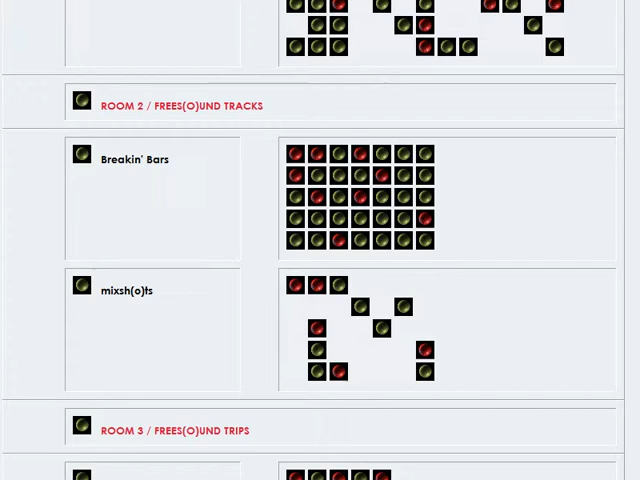 ROOM 2 / FREES(O)UND TRACKS
Breakin' Bars
mixsh(o)ts
ROOM 3 / FREES(O)UND TRIPS